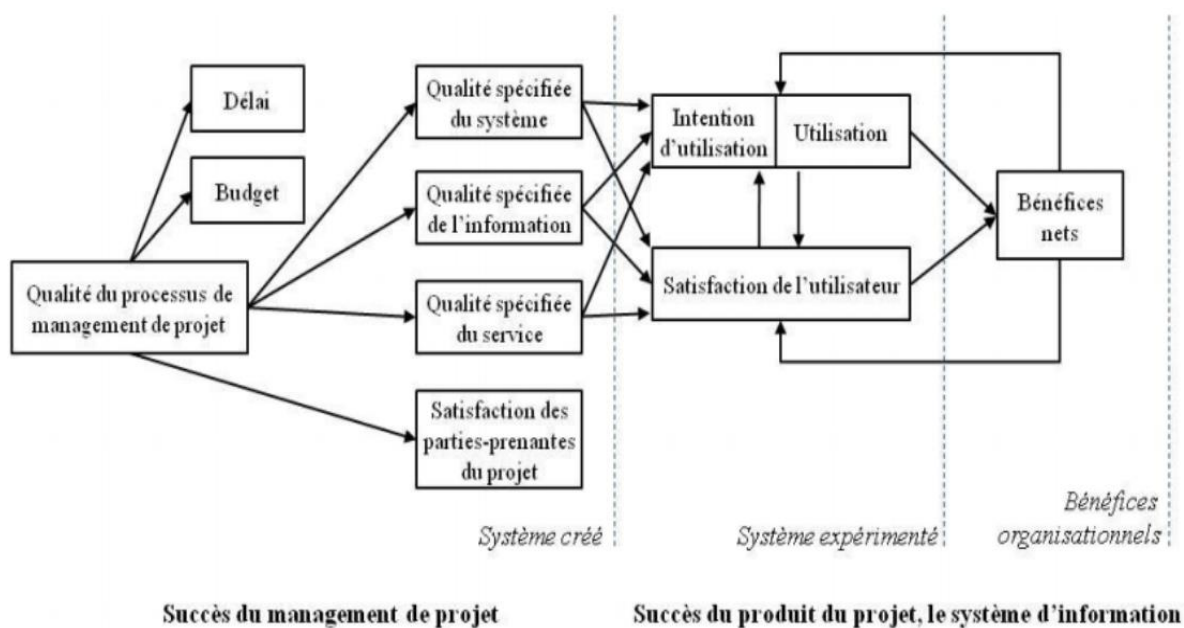 Délai
Budget
Qualité du processus de
management de projet
Qualité spécifiée
du système
Qualité spécifiée
de l'information
Qualité spécifiée
du service
Satisfaction des
parties-prenantes
du projet
Intention
d'utilisation
Utilisation
Satisfaction de l'utilisateur
Bénéfices
nets
Système créé
Système expérimenté
Bénéfices
organisationnels
Succès du management de projet
Succès du produit du projet, le système d'information